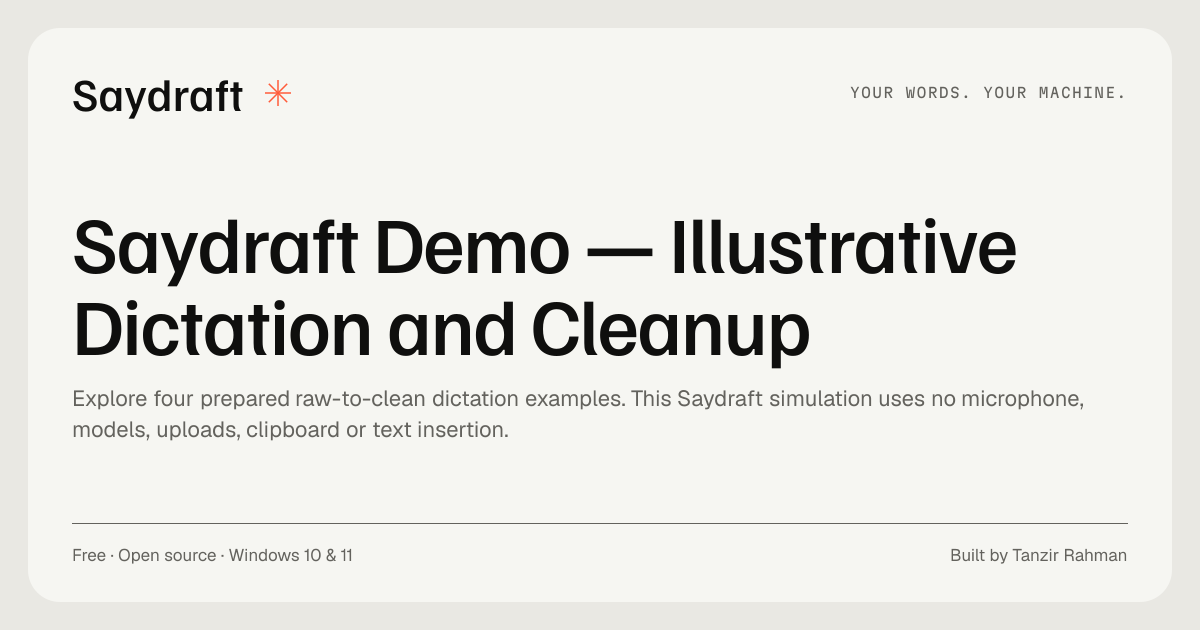 Saydraft
YOUR WORDS. YOUR MACHINE.
Saydraft Demo — Illustrative
Dictation and Cleanup
Explore four prepared raw-to-clean dictation examples. This Saydraft simulation uses no microphone,
models, uploads, clipboard or text insertion.
Free · Open source · Windows 10 & 11
Built by Tanzir Rahman